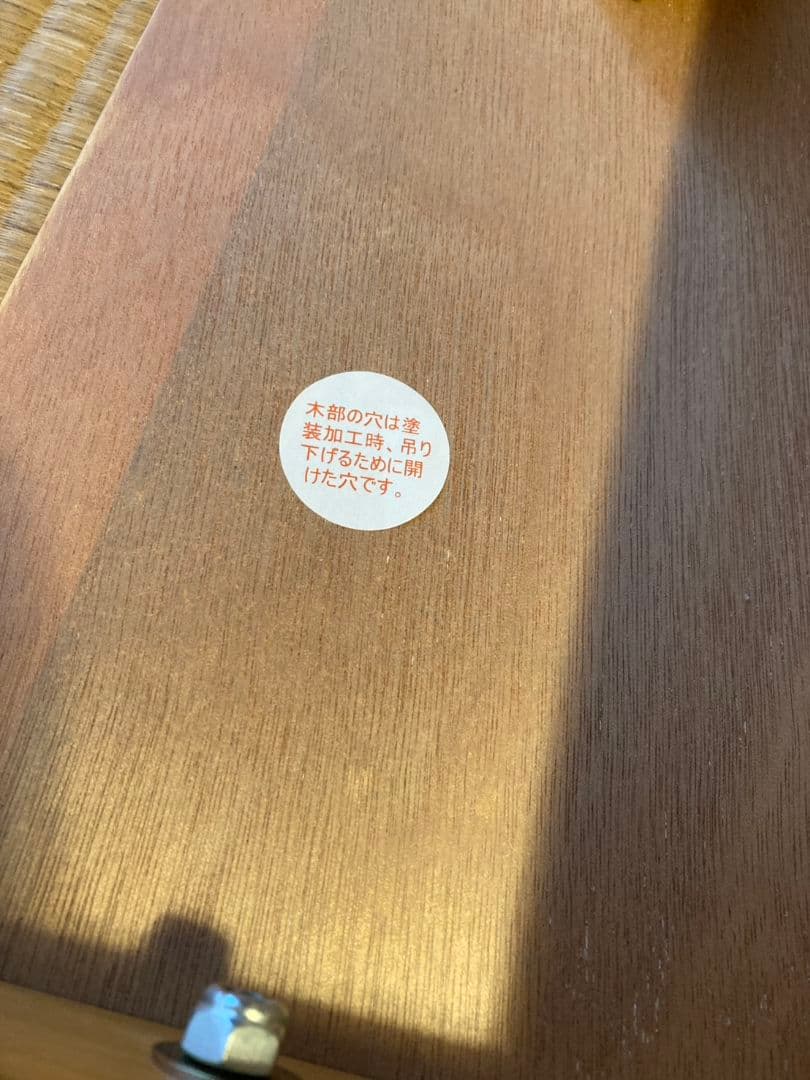 木部の穴は塗
装加工時、吊り
下げるために開
けた穴です。